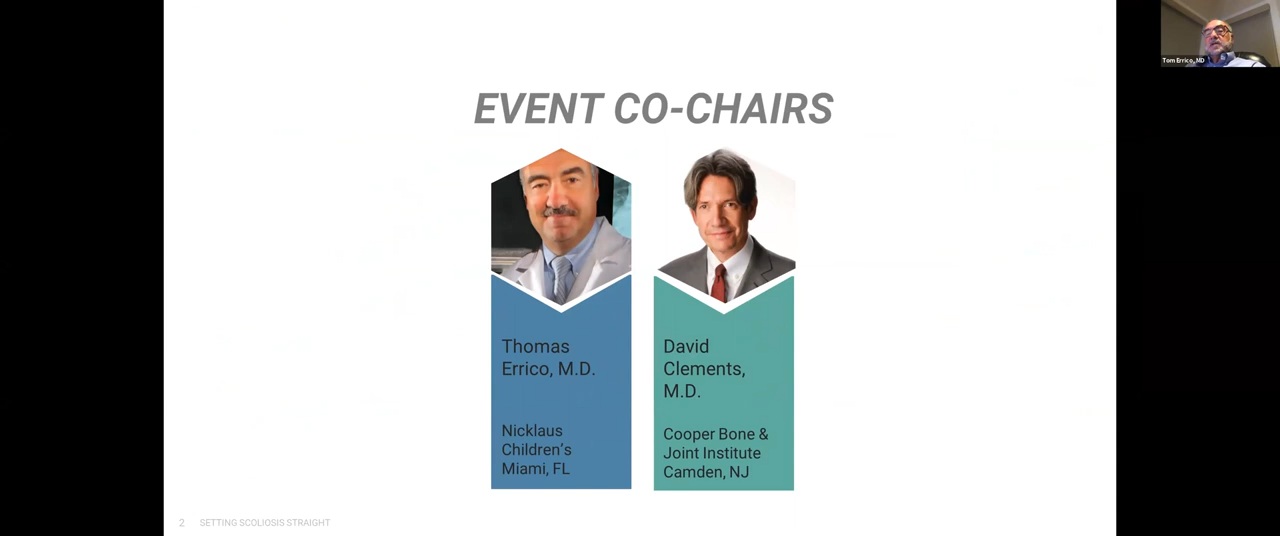 EVENT CO-CHAIRS
Thomas
Errico, M.D.
Nicklaus
Children's
Miami, FL
David
Clements,
M.D.
Cooper Bone &
Joint Institute
Camden, NJ
2 SETTING SCOLIOSIS STRAIGHT
Tom Errico, MD